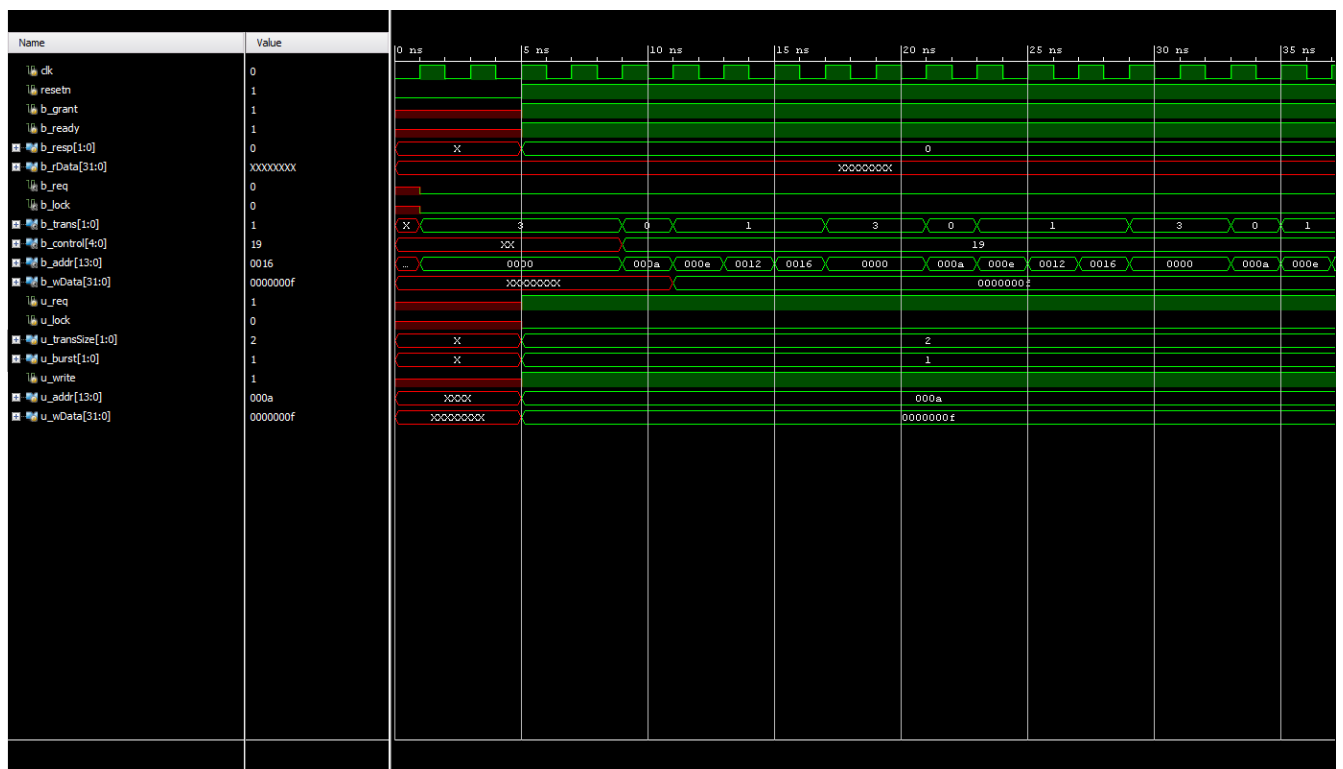 Name Value 0 ns 5 ns 10 ns 15 ns 20 ns 25 ns 30 ns 35 ns
clk 0
resetn 1
b_grant 1
b_ready 1
b_resp[1:0] 0 X 0
b_rData[31:0] XXXXXXXX XXXXXXXX
b_req 0
b_lock 0
b_trans[1:0] 1 X 3 0 1 3 0 1 3 0 1
b_control[4:0] 19 XX 19
b_addr[13:0] 0016 ... 0000 000a 000e 0012 0016 0000 000a 000e 0012 0016 0000 000a 000e
b_wData[31:0] 0000000f XXXXXXXX 0000000f
u_req 1
u_lock 0
u_transSize[1:0] 2 X 2
u_burst[1:0] 1 X 1
u_write 1
u_addr[13:0] 000a XXXX 000a
u_wData[31:0] 0000000f XXXXXXXX 0000000f